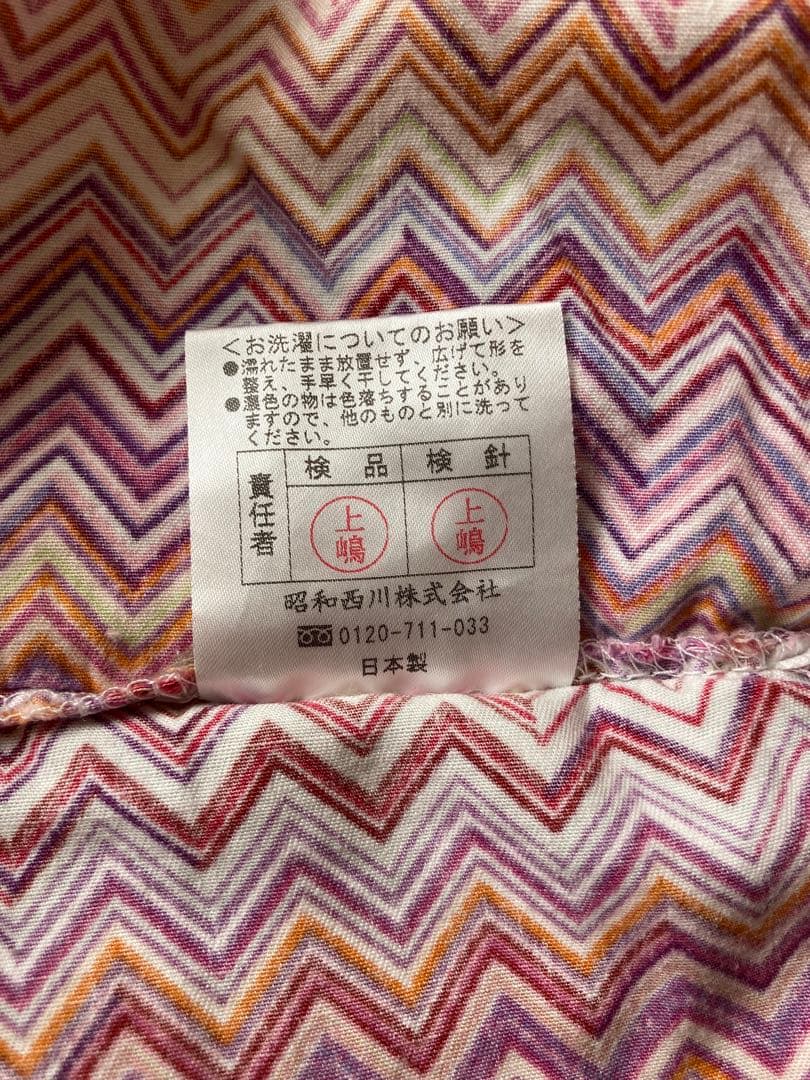 ＜お洗濯についてのお願い＞
●濡れたまま放置せず、広げて形を
整え、手早く干してください。
●濃色の物は色落ちすることがあり
ますので、他のものと別に洗って
ください。
責任者 検品 検針
上嶋 上嶋
昭和西川株式会社
0120-711-033
日本製